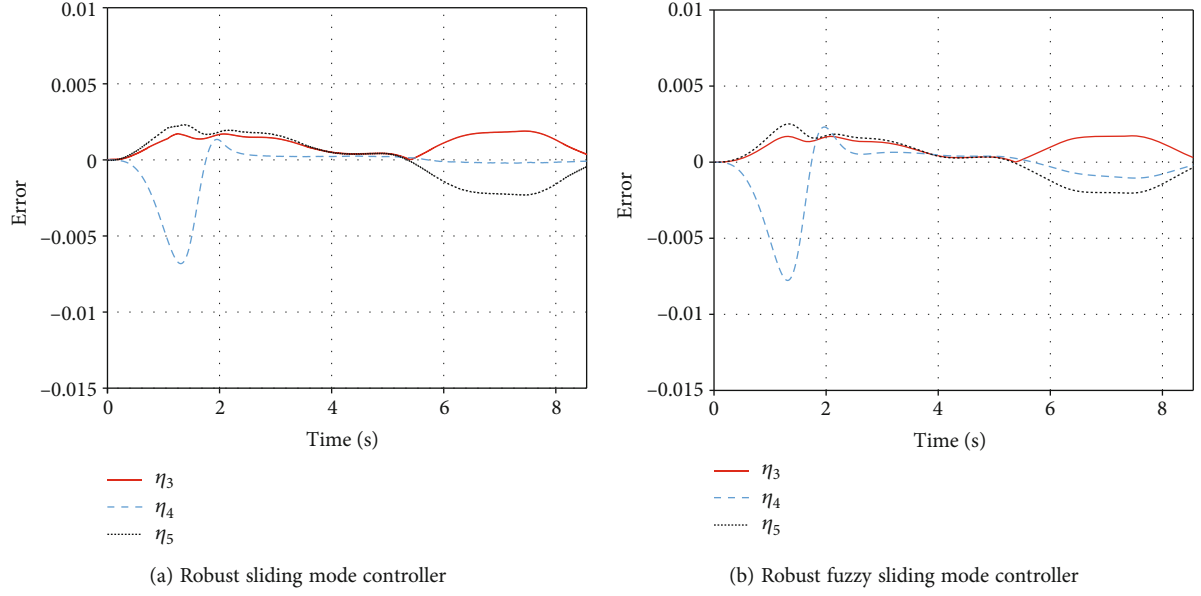 0.01
0.005
0
−0.005
−0.01
−0.015
Error
0
2
4
6
8
Time (s)
η3
η4
η5
(a) Robust sliding mode controller
0.01
0.005
0
−0.005
−0.01
−0.015
Error
0
2
4
6
8
Time (s)
η3
η4
η5
(b) Robust fuzzy sliding mode controller